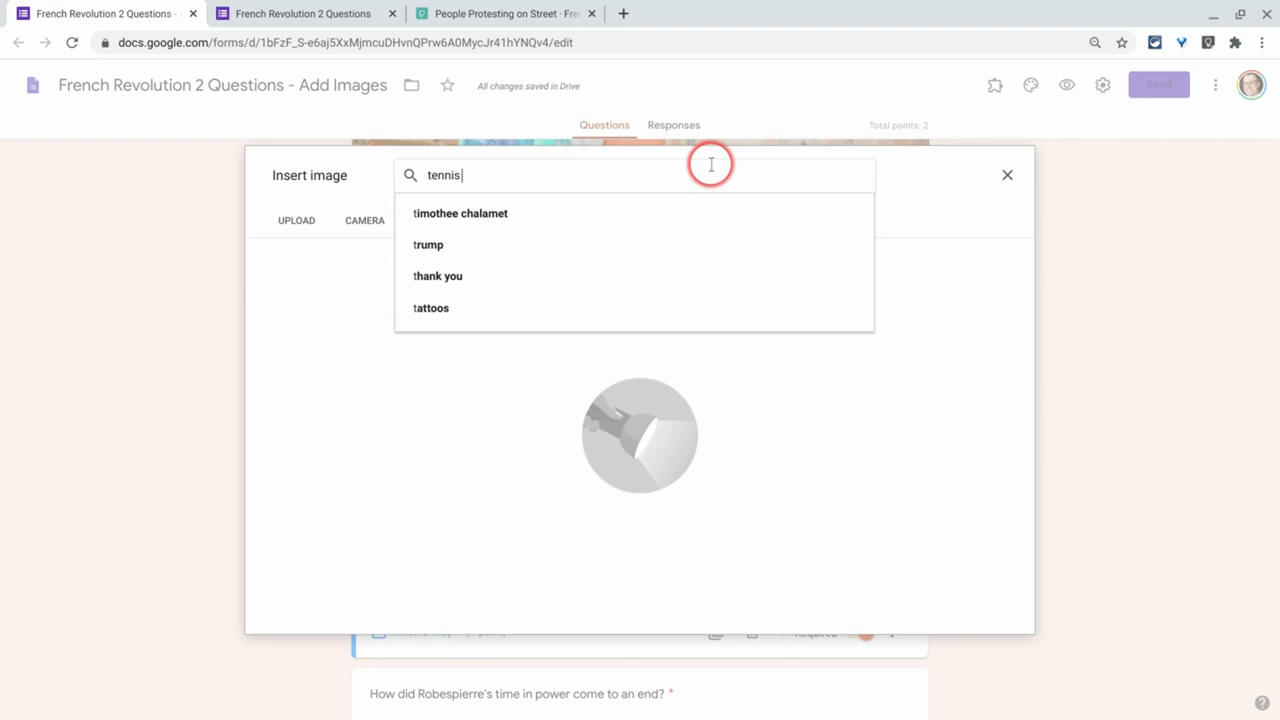 French Revolution 2 Questions -
French Revolution 2 Questions
People Protesting on Street · Fre
docs.google.com/forms/d/1bFzF_S-e6aj5XxMjmcuDHvnQPrw6A0MycJr41hYNQv4/edit
French Revolution 2 Questions - Add Images
All changes saved in Drive
Send
Questions
Responses
Total points: 2
Insert image
tennis
UPLOAD
CAMERA
timothee chalamet
trump
thank you
tattoos
How did Robespierre's time in power come to an end? *